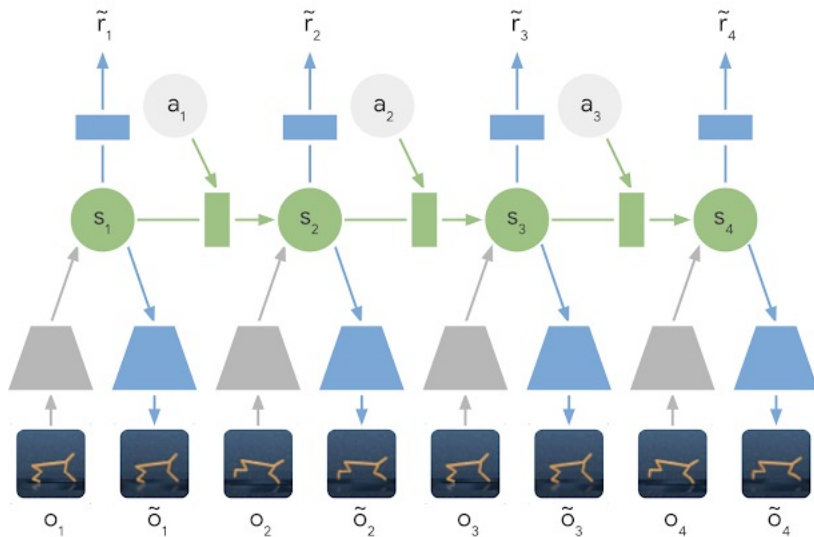 r̃₁ r̃₂ r̃₃ r̃₄
a₁ a₂ a₃
s₁ s₂ s₃ s₄
o₁ õ₁ o₂ õ₂ o₃ õ₃ o₄ õ₄